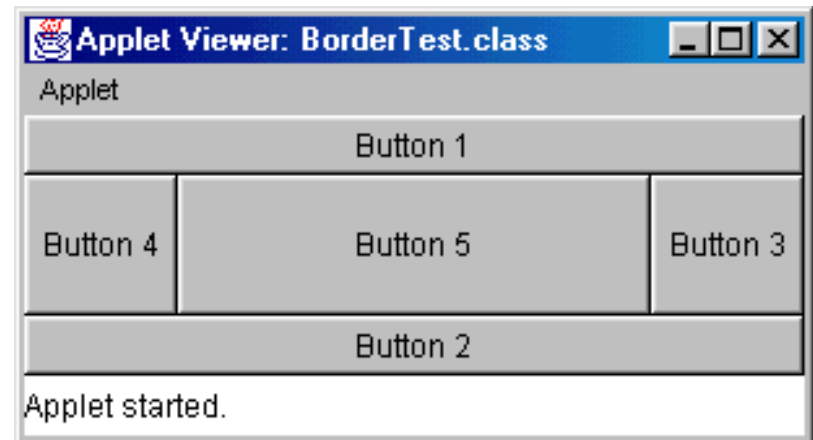 Applet Viewer: BorderTest.class
Applet
Button 1
Button 4 Button 5 Button 3
Button 2
Applet started.